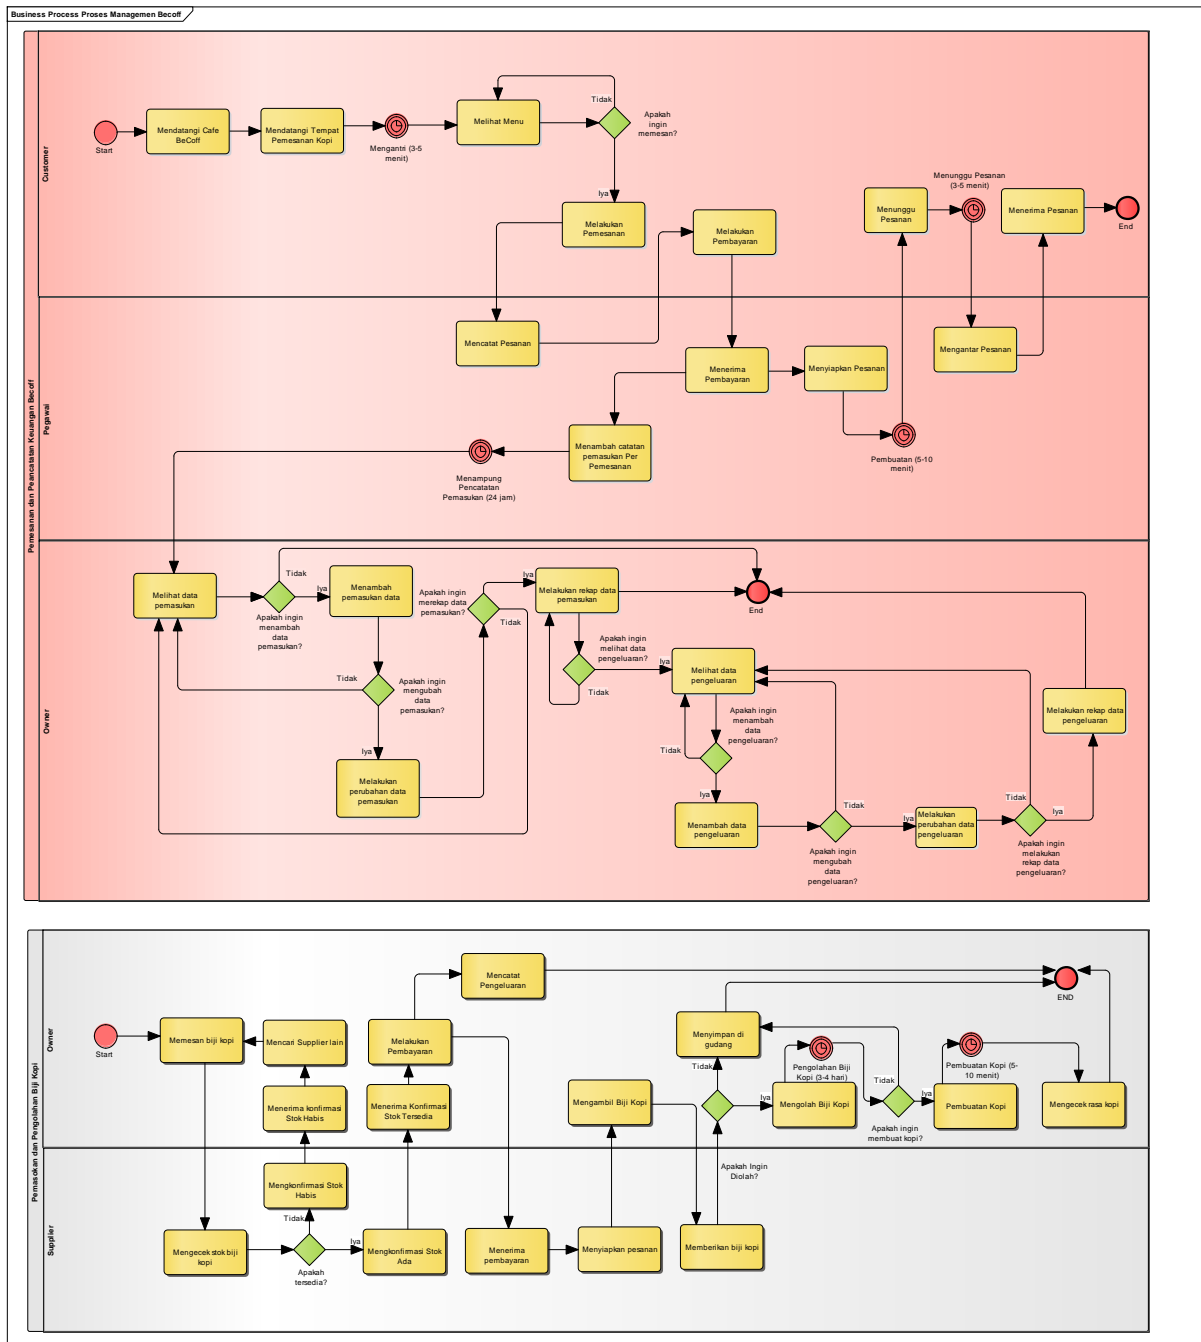 Business Process Proses Managemen Becoff
Pemesanan dan Peancatatan Keuangan Becoff
Customer
Start
Mendatangi Cafe
BeCoff
Mendatangi Tempat
Pemesanan Kopi
Mengantri (3-5
menit)
Melihat Menu
Tidak
Apakah
ingin
memesan?
Iya
Melakukan
Pemesanan
Melakukan
Pembayaran
Menunggu
Pesanan
Menunggu Pesanan
(3-5 menit)
Menerima Pesanan
End
Pegawai
Mencatat Pesanan
Menerima
Pembayaran
Menyiapkan Pesanan
Mengantar Pesanan
Pembuatan (5-10
menit)
Menambah catatan
pemasukan Per
Pemesanan
Menampung
Pencatatan
Pemasukan (24 jam)
Owner
Melihat data
pemasukan
Tidak
Iya
Apakah ingin
menambah
data
pemasukan?
Menambah
pemasukan data
Tidak
Apakah ingin
mengubah
data
pemasukan?
Iya
Melakukan
perubahan data
pemasukan
Apakah ingin
merekap data
pemasukan?
Iya
Tidak
Melakukan rekap data
pemasukan
Apakah ingin
melihat data
pengeluaran?
Tidak
Iya
Melihat data
pengeluaran
End
Apakah ingin
menambah
data
pengeluaran?
Tidak
Iya
Menambah data
pengeluaran
Tidak
Apakah ingin
mengubah
data
pengeluaran?
Iya
Melakukan
perubahan data
pengeluaran
Tidak
Iya
Apakah ingin
melakukan
rekap data
pengeluaran?
Melakukan rekap data
pengeluaran
Pemasokan dan Pengolahan Biji Kopi
Owner
Start
Memesan biji kopi
Mencari Supplier lain
Menerima konfirmasi
Stok Habis
Melakukan
Pembayaran
Menerima Konfirmasi
Stok Tersedia
Mencatat
Pengeluaran
Mengambil Biji Kopi
Menyimpan di
gudang
Tidak
Iya
Pengolahan Biji
Kopi (3-4 hari)
Mengolah Biji Kopi
Tidak
Iya
Apakah ingin
membuat kopi?
Pembuatan Kopi (5-
10 menit)
Pembuatan Kopi
Mengecek rasa kopi
END
Supplier
Mengecek stok biji
kopi
Mengkonfirmasi Stok
Habis
Tidak
Iya
Apakah
tersedia?
Mengkonfirmasi Stok
Ada
Menerima
pembayaran
Menyiapkan pesanan
Memberikan biji kopi
Apakah Ingin
Diolah?